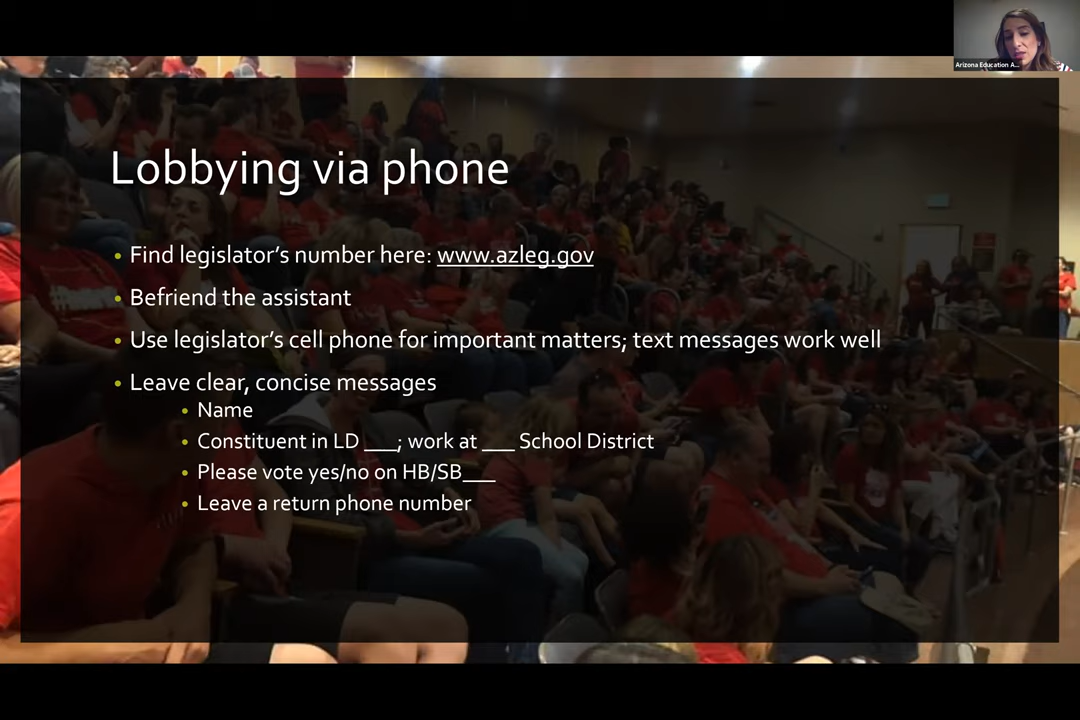 Arizona Education A...
Lobbying via phone
Find legislator's number here: www.azleg.gov
Befriend the assistant
Use legislator's cell phone for important matters; text messages work well
Leave clear, concise messages
Name
Constituent in LD ___; work at ___ School District
Please vote yes/no on HB/SB___
Leave a return phone number